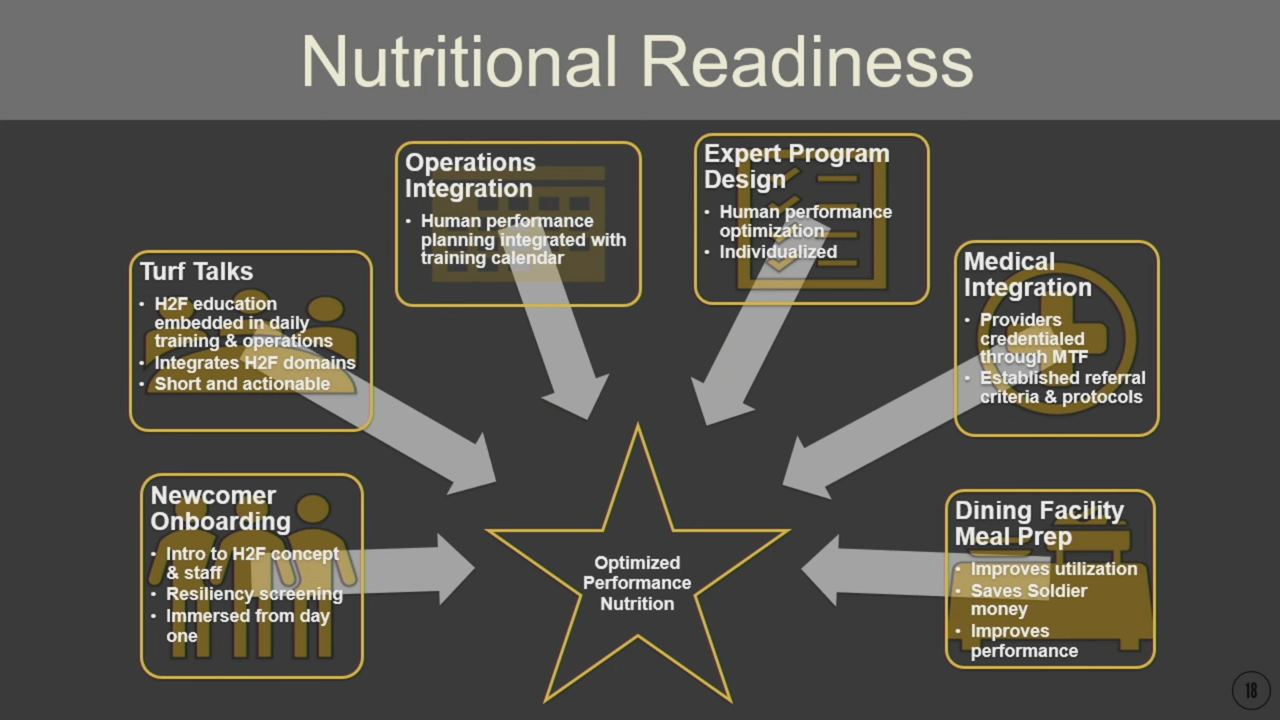 Nutritional Readiness
Operations
Integration
• Human performance
planning integrated with
training calendar
Expert Program
Design
• Human performance
optimization
• Individualized
Turf Talks
• H2F education
embedded in daily
training & operations
• Integrates H2F domains
• Short and actionable
Medical
Integration
• Providers
credentialed
through MTF
• Established referral
criteria & protocols
Newcomer
Onboarding
• Intro to H2F concept
& staff
• Resiliency screening
• Immersed from day
one
Dining Facility
Meal Prep
• Improves utilization
• Saves Soldier
money
• Improves
performance
Optimized
Performance
Nutrition
18